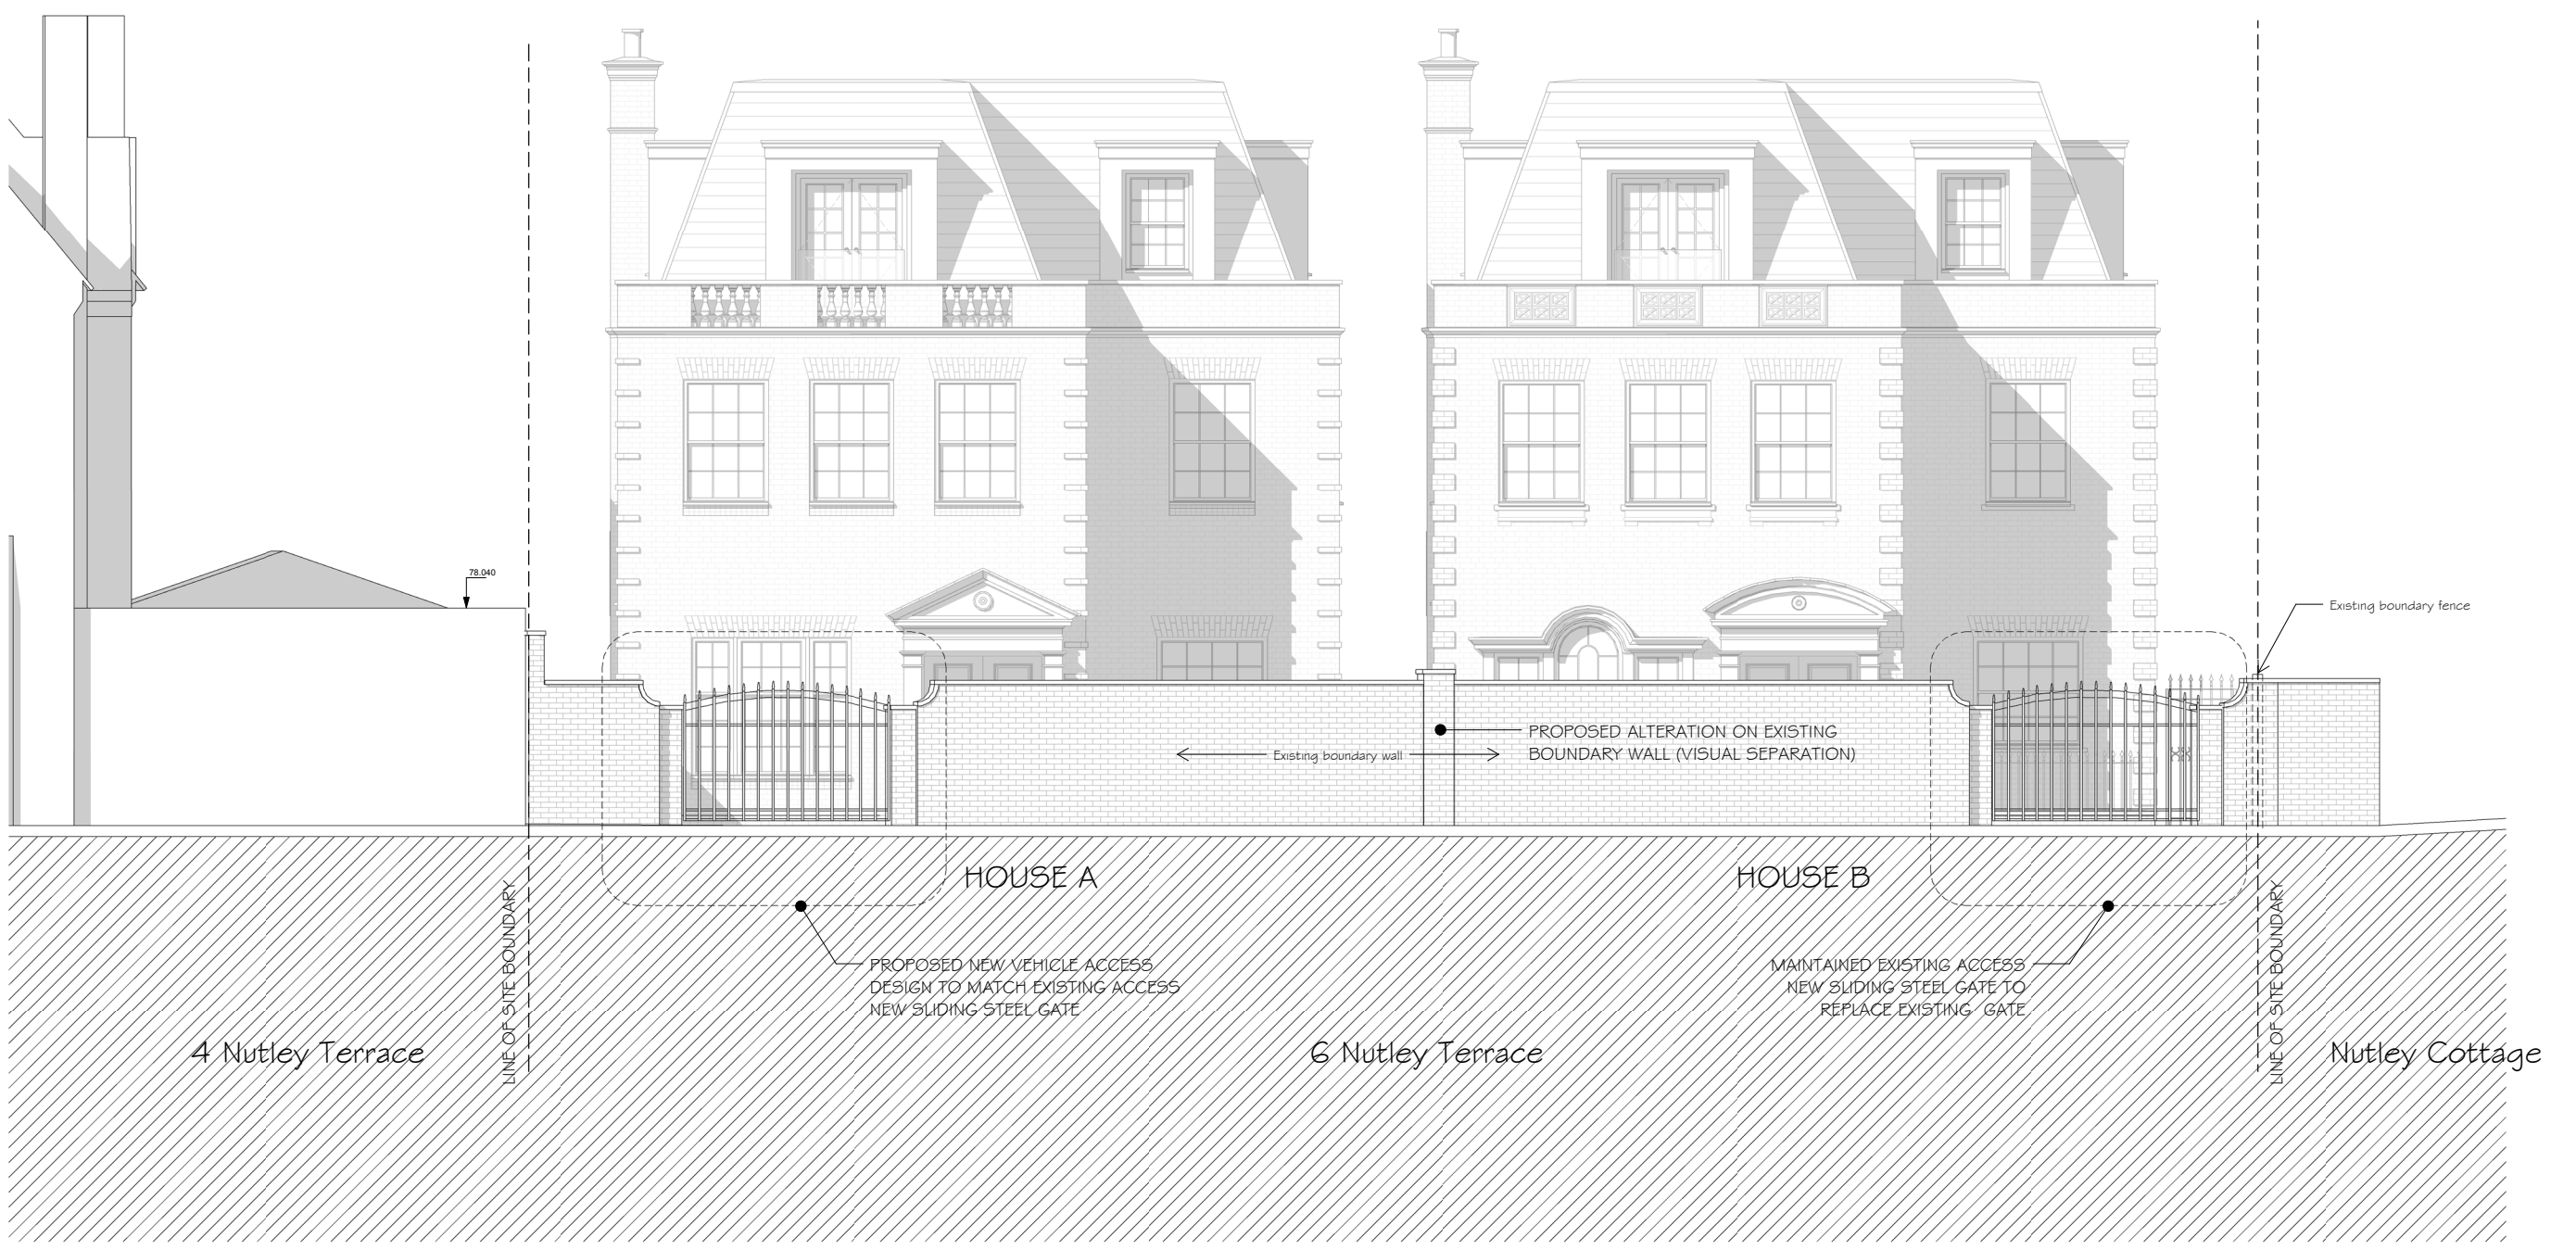 78.040
Existing boundary fence
PROPOSED ALTERATION ON EXISTING
BOUNDARY WALL (VISUAL SEPARATION)
Existing boundary wall
HOUSE A
HOUSE B
LINE OF SITE BOUNDARY
LINE OF SITE BOUNDARY
PROPOSED NEW VEHICLE ACCESS
DESIGN TO MATCH EXISTING ACCESS
NEW SLIDING STEEL GATE
MAINTAINED EXISTING ACCESS
NEW SLIDING STEEL GATE TO
REPLACE EXISTING GATE
4 Nutley Terrace
6 Nutley Terrace
Nutley Cottage